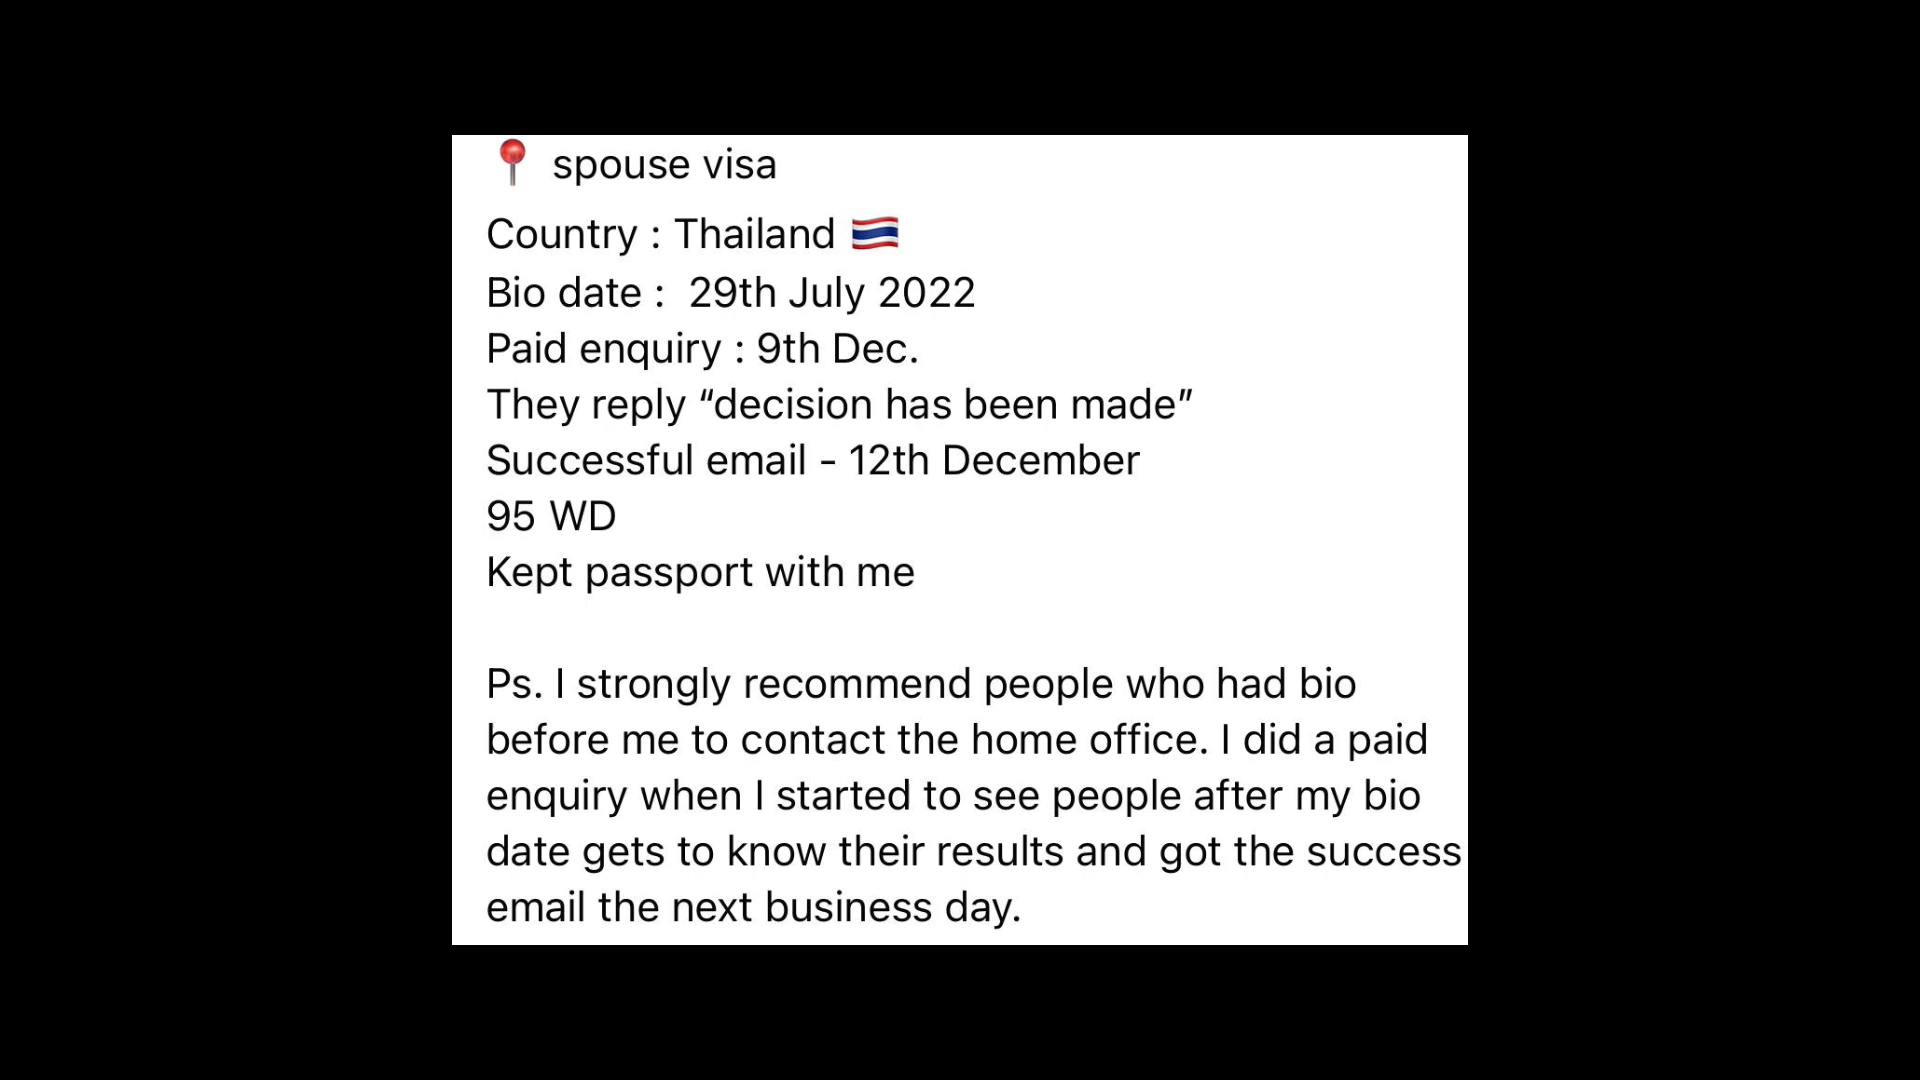 📍 spouse visa
Country : Thailand 🇹🇭
Bio date :  29th July 2022
Paid enquiry : 9th Dec.
They reply “decision has been made”
Successful email - 12th December
95 WD
Kept passport with me
Ps. I strongly recommend people who had bio
before me to contact the home office. I did a paid
enquiry when I started to see people after my bio
date gets to know their results and got the success
email the next business day.